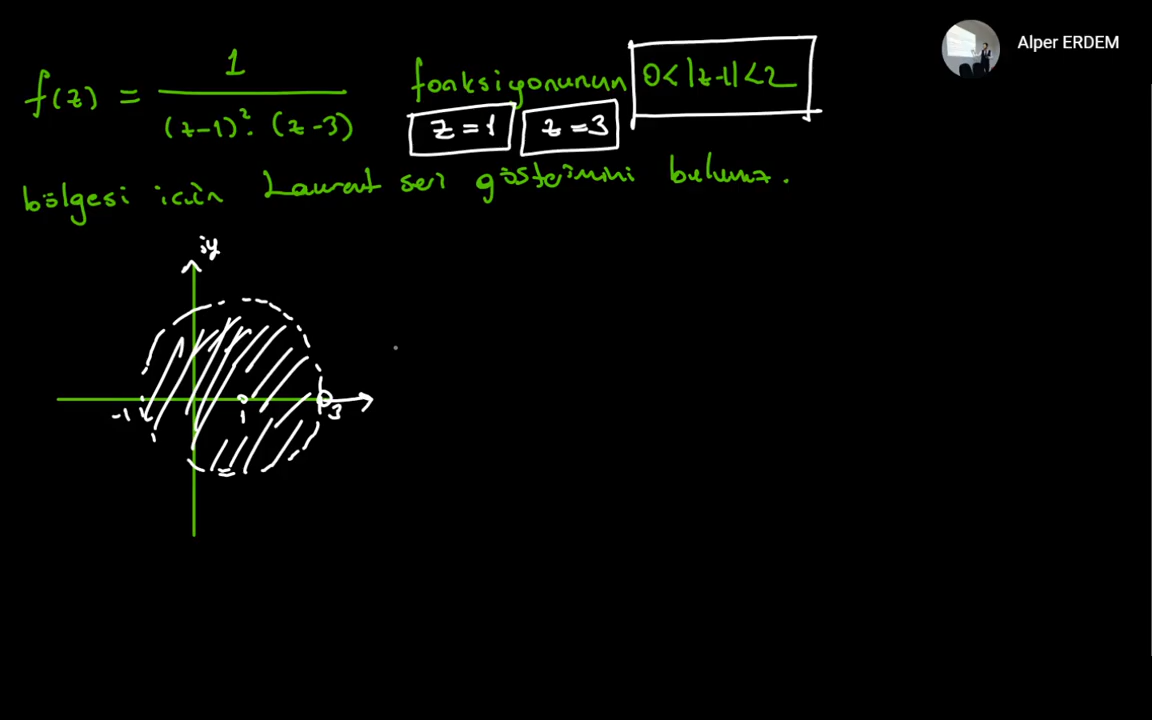 Alper ERDEM
f(z) = 1 / (z-1)². (z-3) fonksiyonunun 0<|z-1|<2
z=1 z=3
bölgesi için Laurent seri gösterimini bulunuz.
iy
-1 1 3